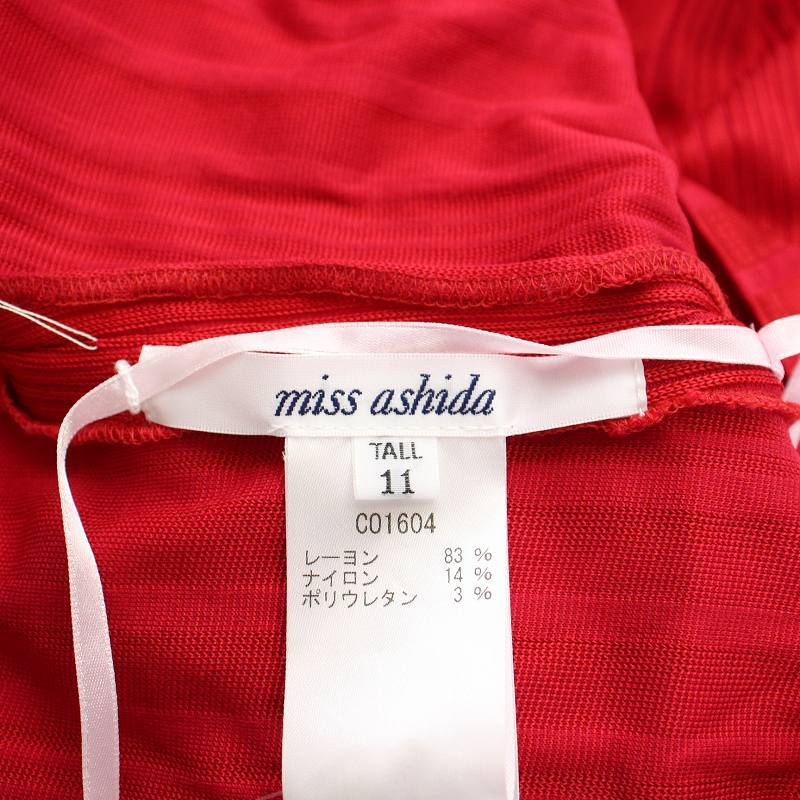 miss ashida
TALL
11
C01604
レーヨン 83 %
ナイロン 14 %
ポリウレタン 3 %